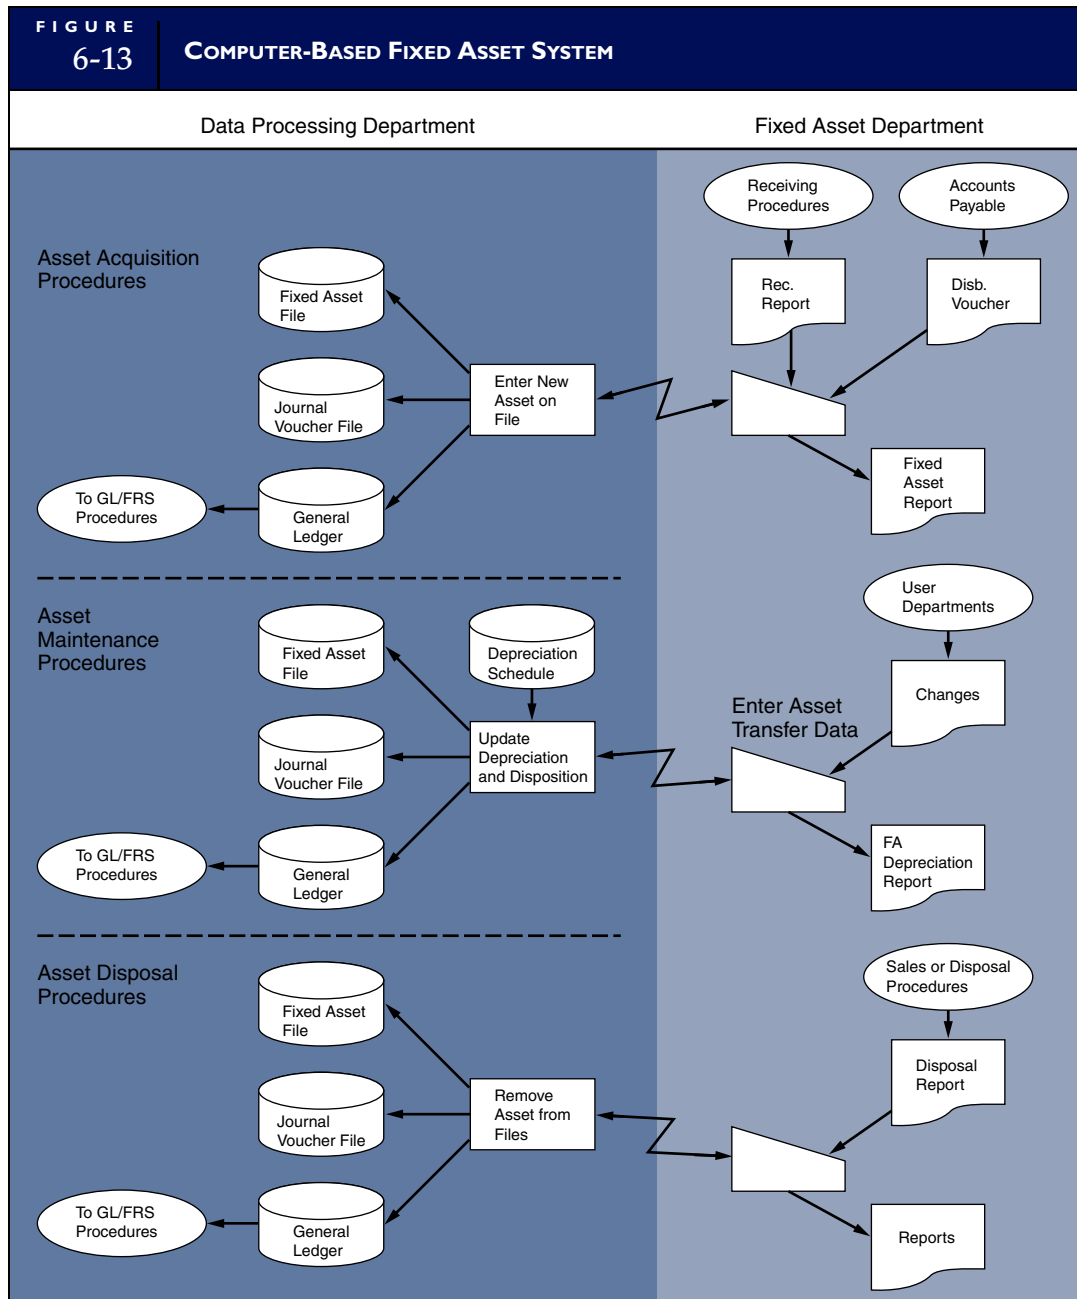 FIGURE
6-13
COMPUTER-BASED FIXED ASSET SYSTEM
Data Processing Department
Fixed Asset Department
Asset Acquisition
Procedures
Fixed Asset
File
Journal
Voucher File
To GL/FRS
Procedures
General
Ledger
Enter New
Asset on
File
Receiving
Procedures
Accounts
Payable
Rec.
Report
Disb.
Voucher
Fixed
Asset
Report
Asset
Maintenance
Procedures
Fixed Asset
File
Depreciation
Schedule
Journal
Voucher File
Update
Depreciation
and Disposition
To GL/FRS
Procedures
General
Ledger
User
Departments
Changes
Enter Asset
Transfer Data
FA
Depreciation
Report
Asset Disposal
Procedures
Fixed Asset
File
Journal
Voucher File
Remove
Asset from
Files
To GL/FRS
Procedures
General
Ledger
Sales or Disposal
Procedures
Disposal
Report
Reports